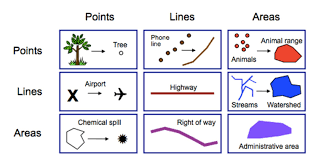 Points
Lines
Areas
Points
Tree
Phone
line
Animal range
Animals
Lines
Airport
Highway
Streams
Watershed
Areas
Chemical spill
Right of way
Administrative area